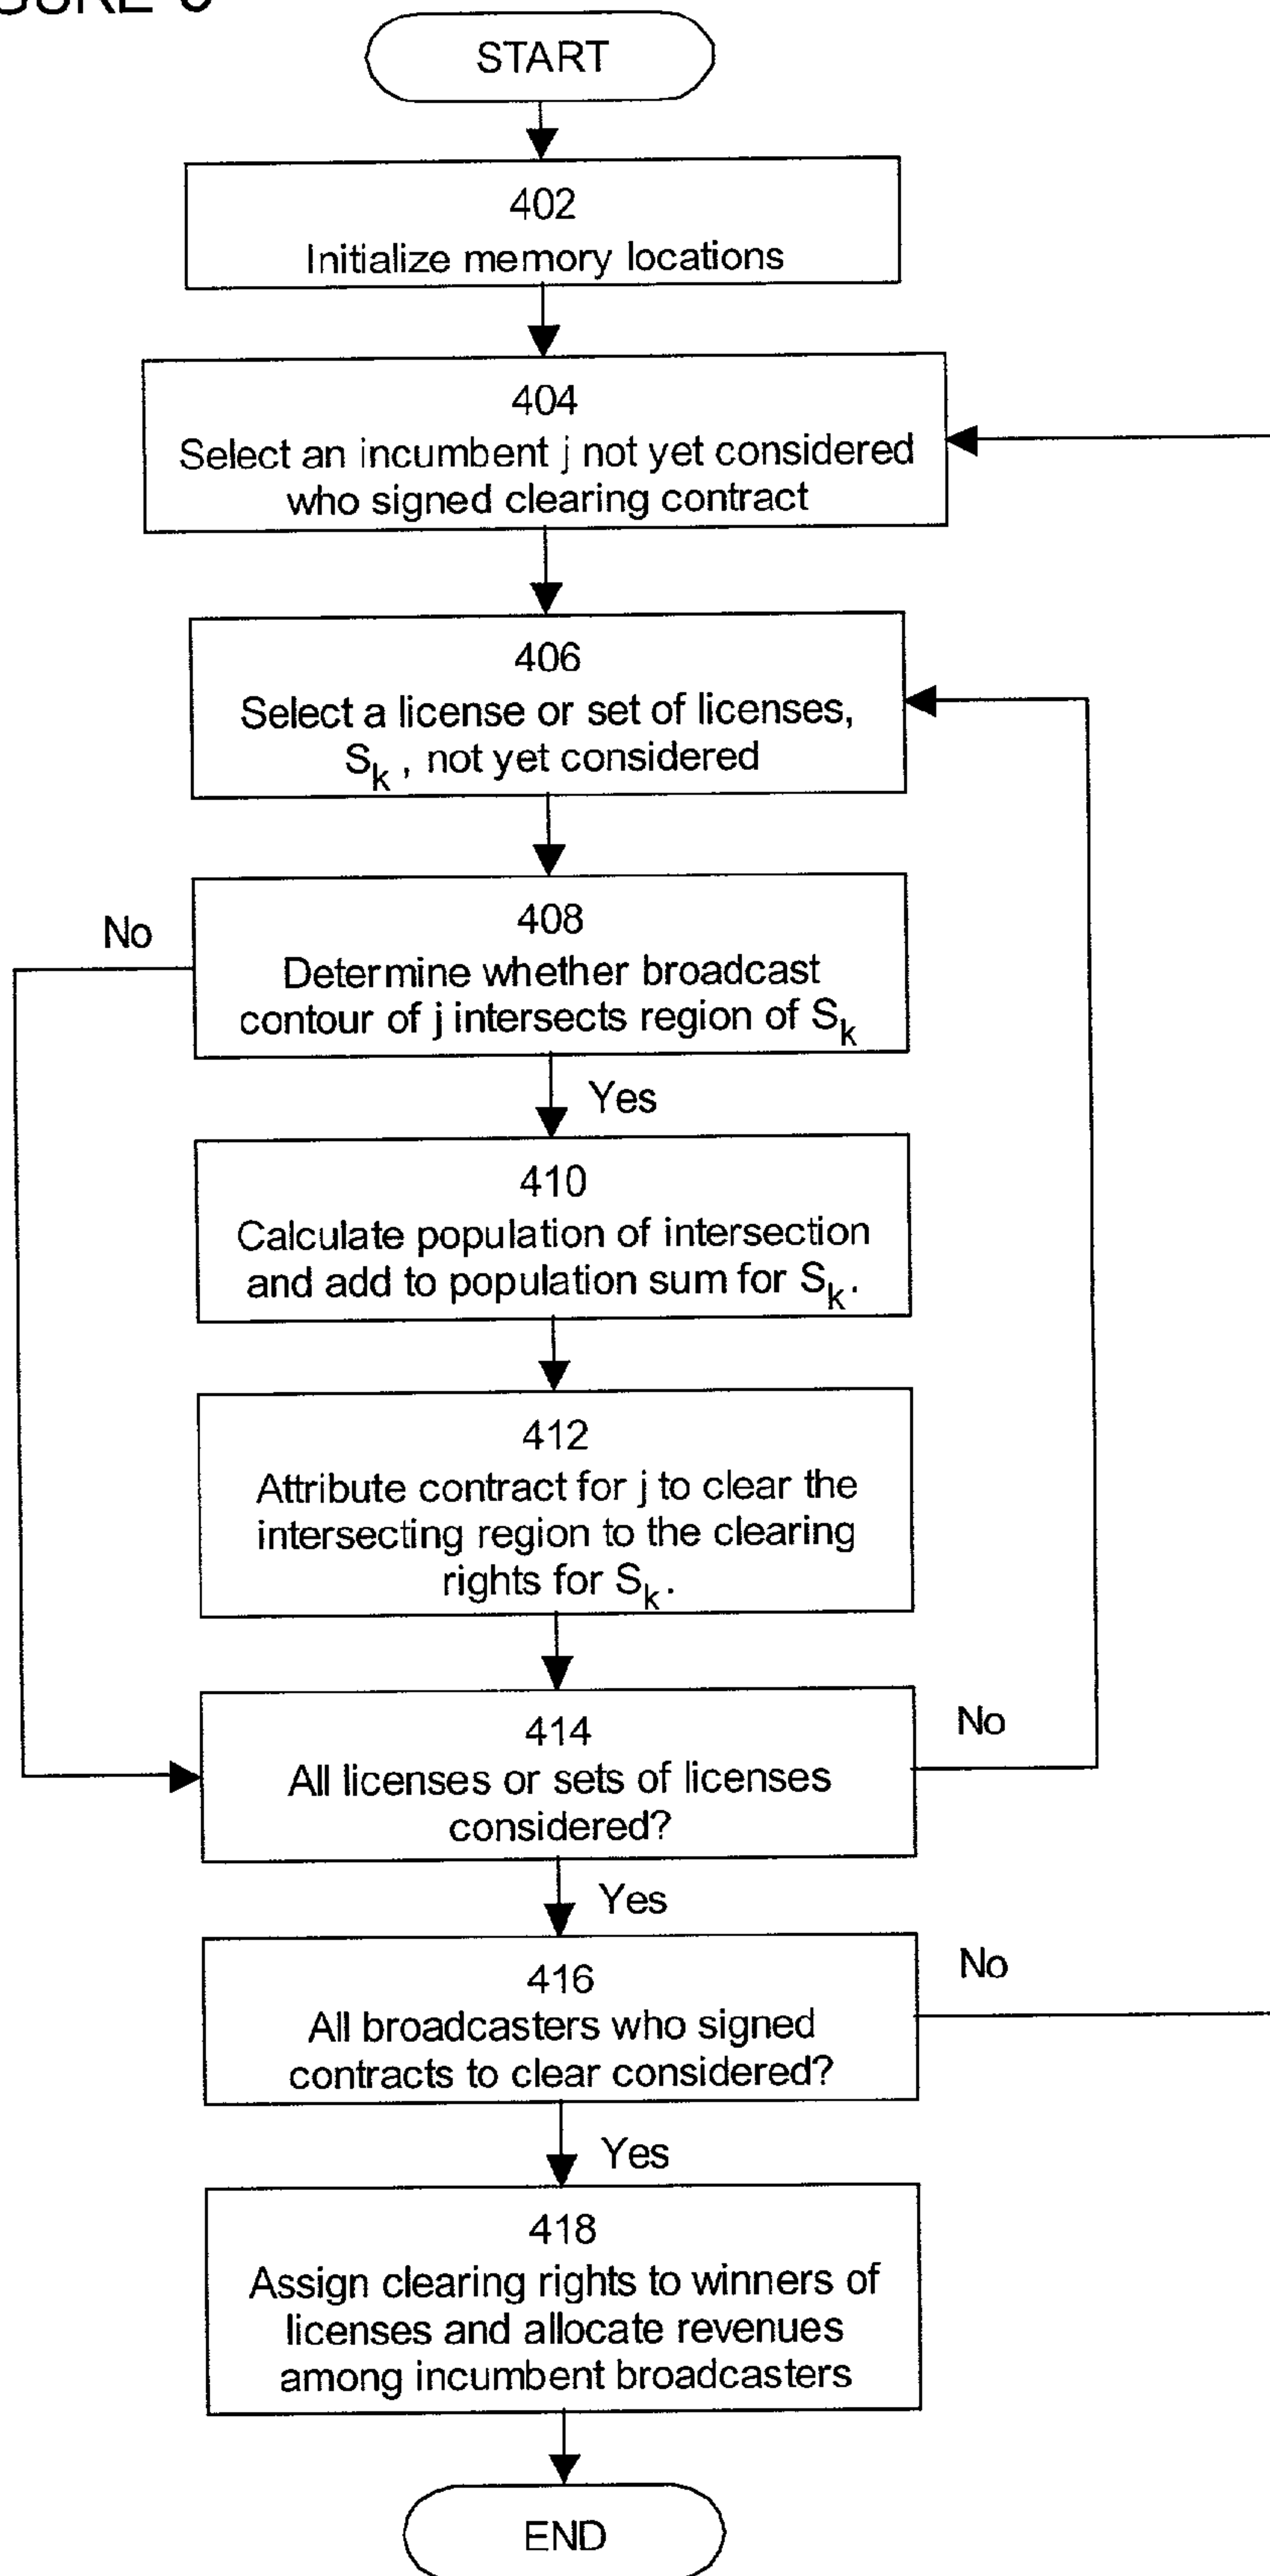 START
402
Initialize memory locations
404
Select an incumbent j not yet considered
who signed clearing contract
406
Select a license or set of licenses,
Sk , not yet considered
408
No
Determine whether broadcast
contour of j intersects region of Sk
Yes
410
Calculate population of intersection
and add to population sum for Sk.
412
Attribute contract for j to clear the
intersecting region to the clearing
rights for Sk.
414
No
All licenses or sets of licenses
considered?
Yes
416
No
All broadcasters who signed
contracts to clear considered?
Yes
418
Assign clearing rights to winners of
licenses and allocate revenues
among incumbent broadcasters
END